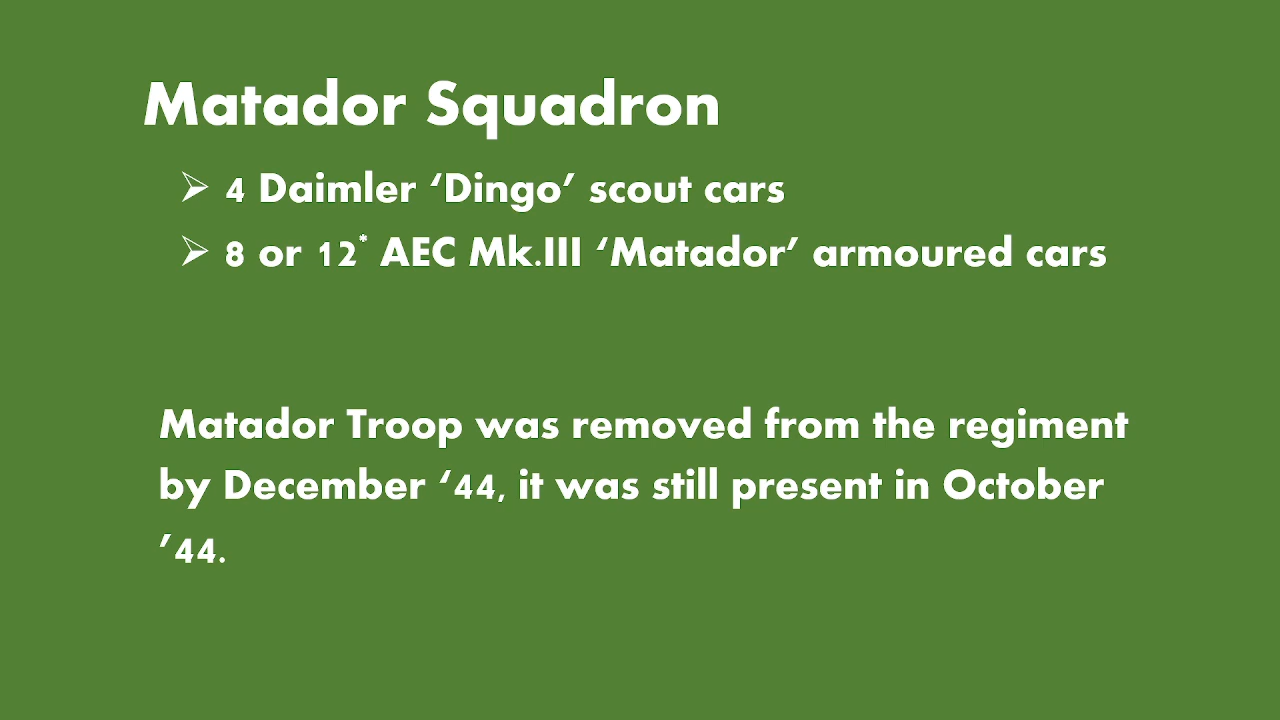 Matador Squadron
➢ 4 Daimler ‘Dingo’ scout cars
➢ 8 or 12* AEC Mk.III ‘Matador’ armoured cars
Matador Troop was removed from the regiment
by December ‘44, it was still present in October
’44.